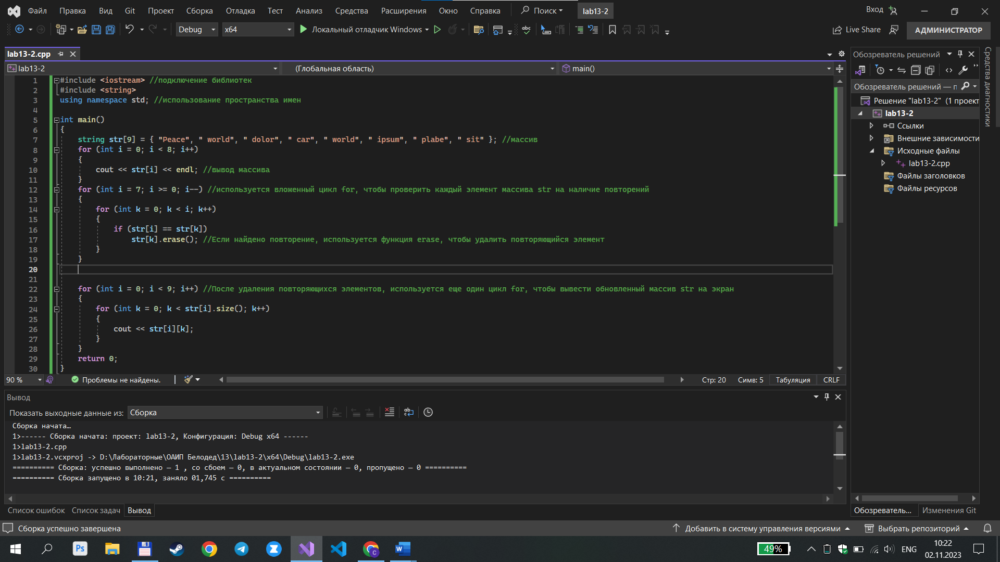 Файл Правка Вид Git Проект Сборка Отладка Тест Анализ Средства Расширения Окно Справка Поиск lab13-2 Вход
Debug x64 Локальный отладчик Windows Live Share АДМИНИСТРАТОР
lab13-2.cpp
lab13-2 (Глобальная область) main()
1 #include <iostream> //подключение библиотек
2 #include <string>
3 using namespace std; //использование пространства имен
4
5 int main()
6 {
7 string str[9] = { "Peace", " world", " dolor", " car", " world", " ipsum", " plabe", " sit" }; //массив
8 for (int i = 0; i < 8; i++)
9 {
10 cout << str[i] << endl; //вывод массива
11 }
12 for (int i = 7; i >= 0; i--) //используется вложенный цикл for, чтобы проверить каждый элемент массива str на наличие повторений
13 {
14 for (int k = 0; k < i; k++)
15 {
16 if (str[i] == str[k])
17 str[k].erase(); //Если найдено повторение, используется функция erase, чтобы удалить повторяющийся элемент
18 }
19 }
20
21
22 for (int i = 0; i < 9; i++) //После удаления повторяющихся элементов, используется еще один цикл for, чтобы вывести обновленный массив str на экран
23 {
24 for (int k = 0; k < str[i].size(); k++)
25 {
26 cout << str[i][k];
27 }
28 }
29 return 0;
30 }
90 % Проблемы не найдены. Стр: 20 Симв: 5 Табуляция CRLF
Вывод
Показать выходные данные из: Сборка
Сборка начата…
1>------ Сборка начата: проект: lab13-2, Конфигурация: Debug x64 ------
1>lab13-2.cpp
1>lab13-2.vcxproj -> D:\Лабораторные\ОАИП Белодед\13\lab13-2\x64\Debug\lab13-2.exe
========== Сборка: успешно выполнено — 1 , со сбоем — 0, в актуальном состоянии — 0, пропущено — 0 ==========
========== Сборка запущено в 10:21, заняло 01,745 с ==========
Список ошибок Список задач Вывод
Обозреватель решений
Обозреватель решений — п
Решение "lab13-2" (1 проект
lab13-2
Ссылки
Внешние зависимости
Исходные файлы
lab13-2.cpp
Файлы заголовков
Файлы ресурсов
Обозреватель... Изменения Git
Средства диагностики
Сборка успешно завершена Добавить в систему управления версиями Выбрать репозиторий
Ps
49% ENG 10:22
02.11.2023